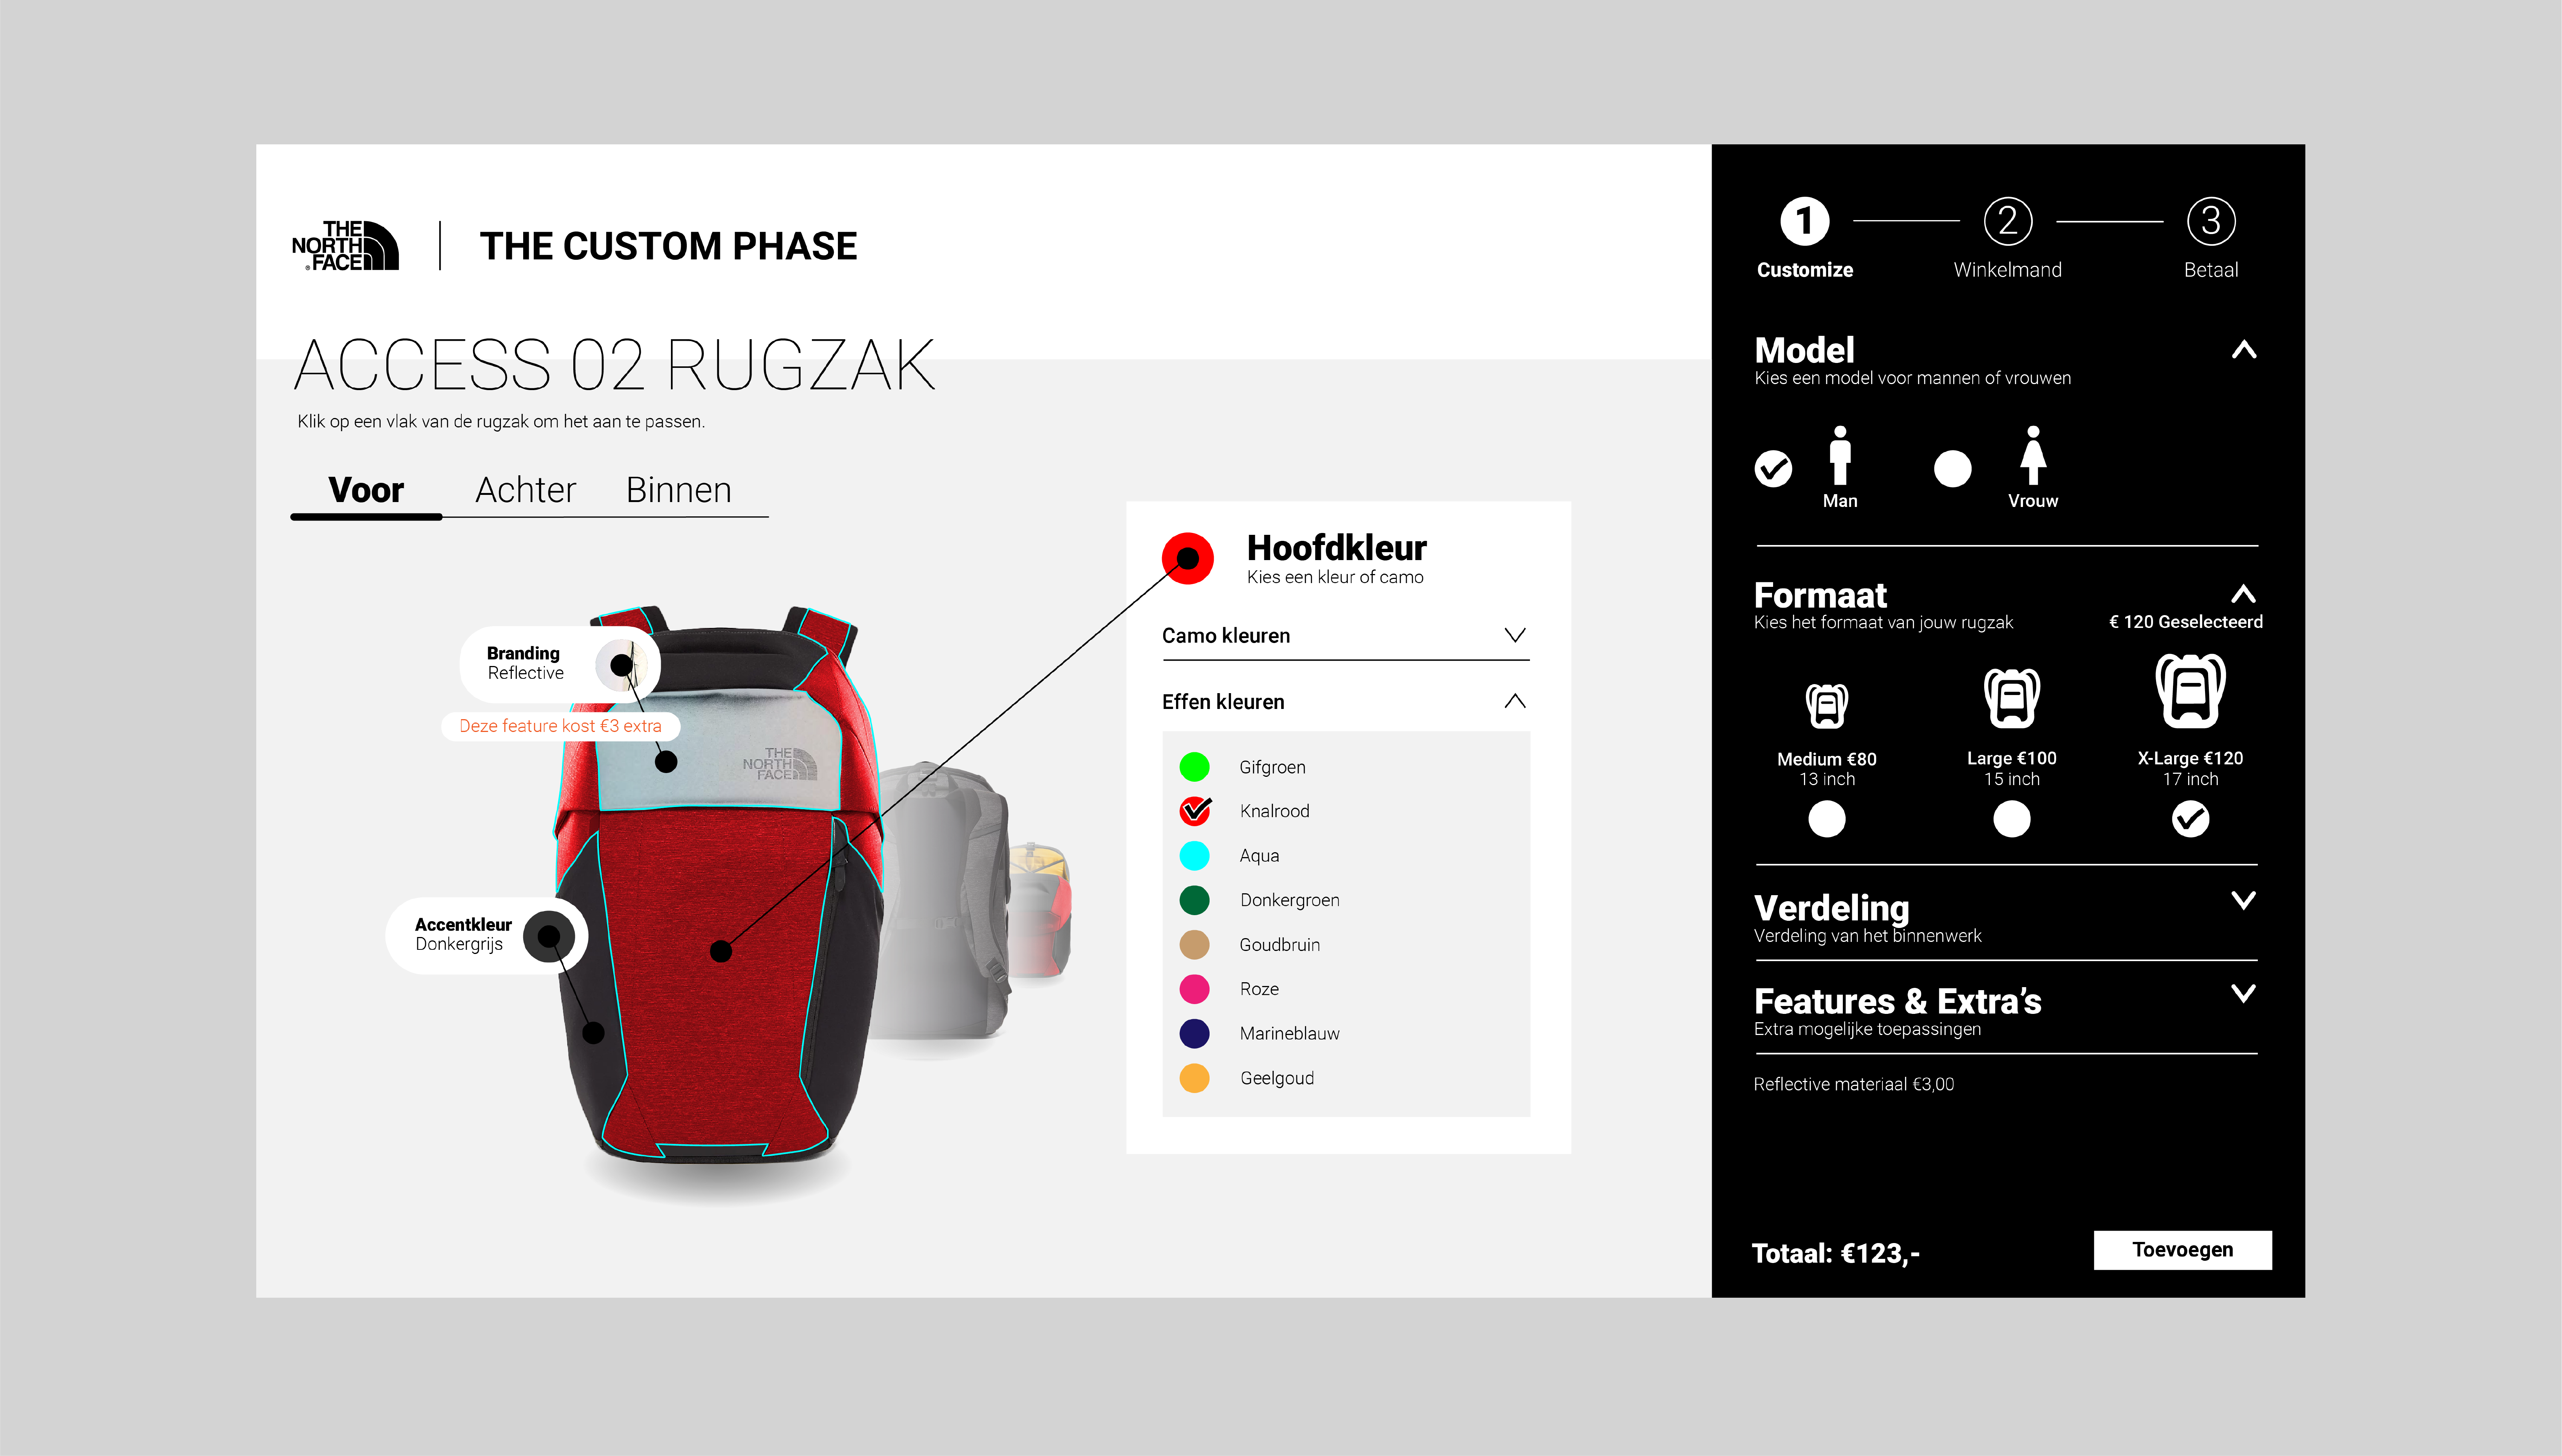 THE
NORTH
FACE
THE CUSTOM PHASE
ACCESS 02 RUGZAK
Klik op een vlak van de rugzak om het aan te passen.
Voor
Achter
Binnen
Branding
Reflective
Deze feature kost €3 extra
THE
NORTH
FACE
Accentkleur
Donkergrijs
Hoofdkleur
Kies een kleur of camo
Camo kleuren
Effen kleuren
Gifgroen
Knalrood
Aqua
Donkergroen
Goudbruin
Roze
Marineblauw
Geelgoud
1
2
3
Customize
Winkelmand
Betaal
Model
Kies een model voor mannen of vrouwen
Man
Vrouw
Formaat
Kies het formaat van jouw rugzak
€ 120 Geselecteerd
Medium €80
13 inch
Large €100
15 inch
X-Large €120
17 inch
Verdeling
Verdeling van het binnenwerk
Features & Extra’s
Extra mogelijke toepassingen
Reflective materiaal €3,00
Totaal: €123,-
Toevoegen